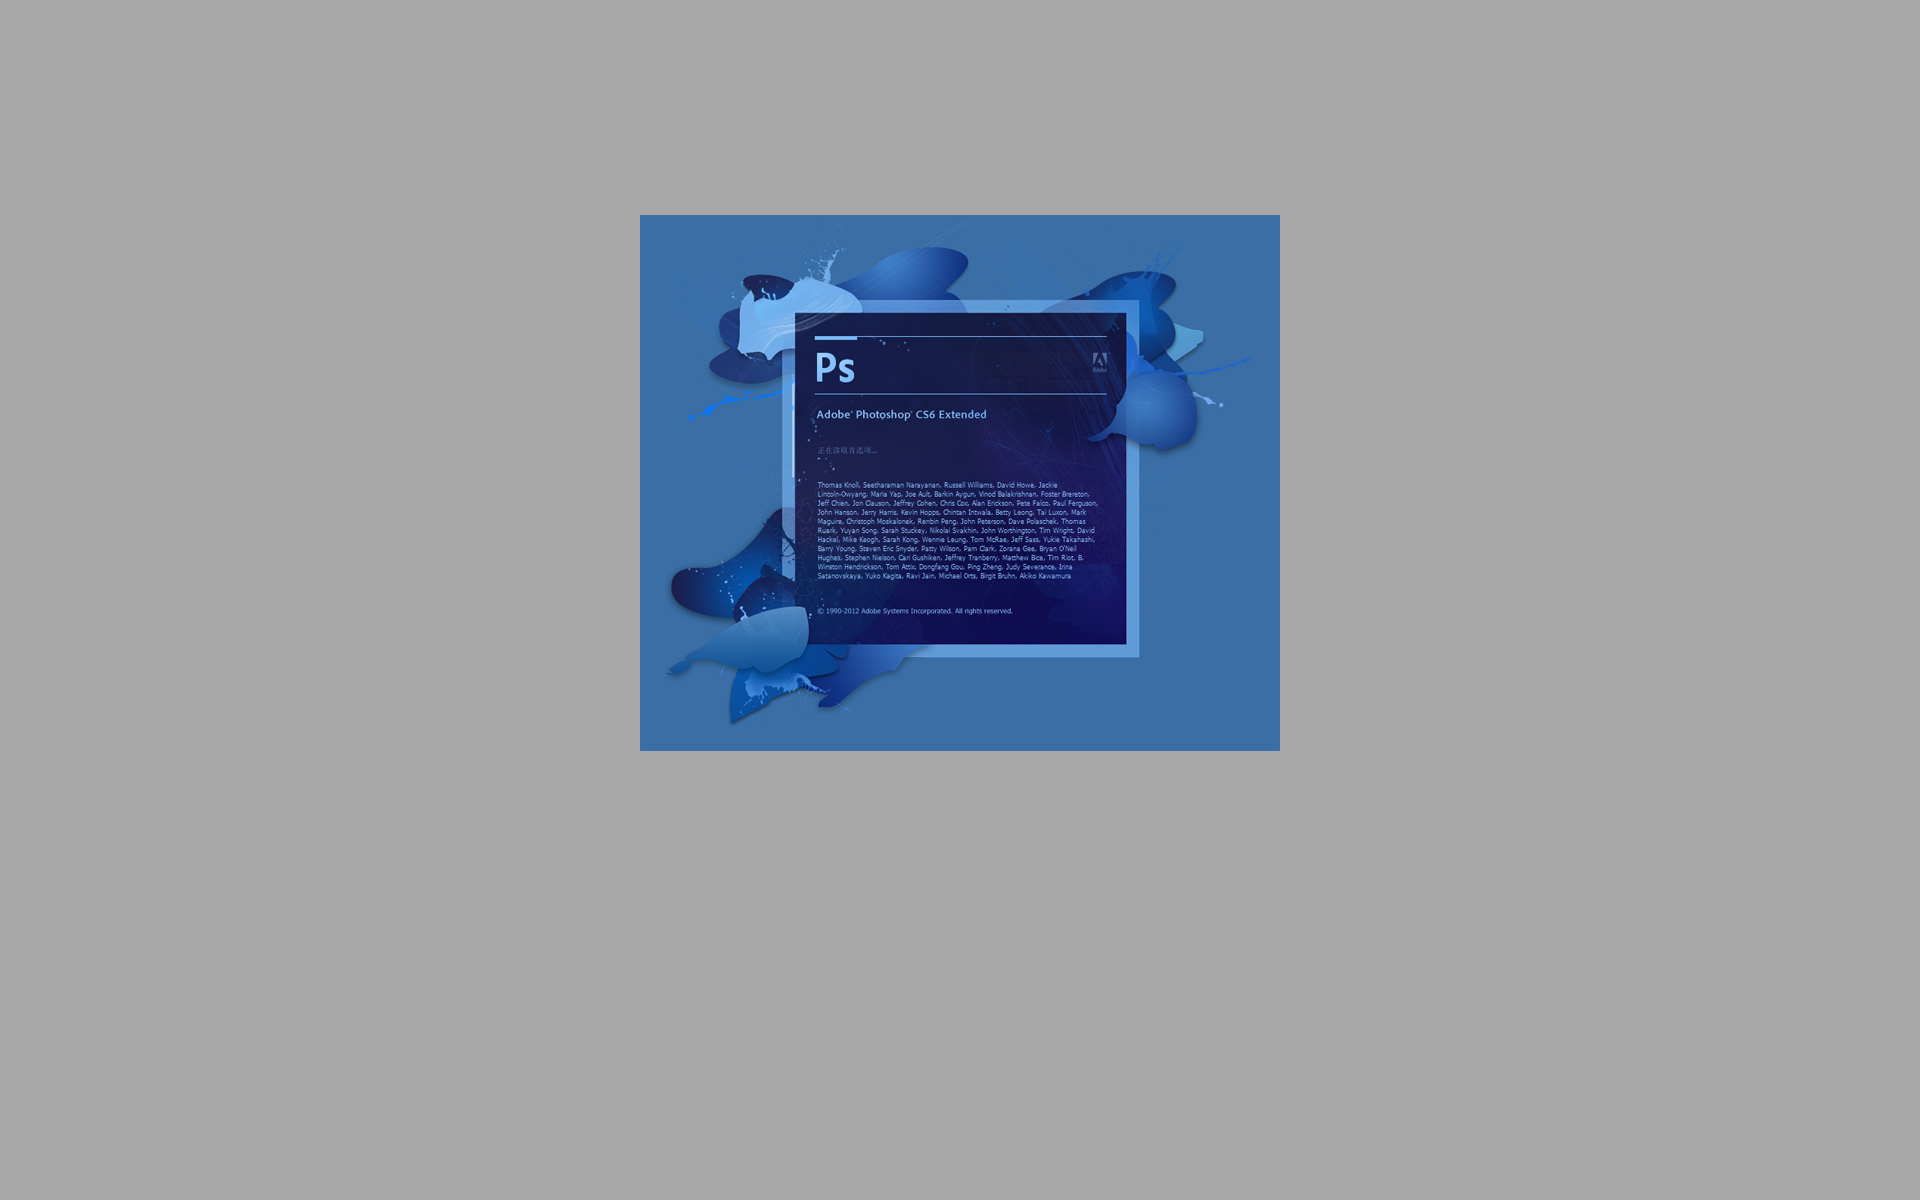 Ps
Adobe
Adobe® Photoshop® CS6 Extended
正在读取首选项...
Thomas Knoll, Seetharaman Narayanan, Russell Williams, David Howe, Jackie
Lincoln-Owyang, Maria Yap, Joe Ault, Barkin Aygun, Vinod Balakrishnan, Foster Brereton,
Jeff Chien, Jon Clauson, Jeffrey Cohen, Chris Cox, Alan Erickson, Pete Falco, Paul Ferguson,
John Hanson, Jerry Harris, Kevin Hopps, Chintan Intwala, Betty Leong, Tai Luxon, Mark
Maguire, Christoph Moskalonek, Renbin Peng, John Peterson, Dave Polaschek, Thomas
Ruark, Yuyan Song, Sarah Stuckey, Nikolai Svakhin, John Worthington, Tim Wright, David
Hackel, Mike Keogh, Sarah Kong, Wennie Leung, Tom McRae, Jeff Sass, Yukie Takahashi,
Barry Young, Steven Eric Snyder, Patty Wilson, Pam Clark, Zorana Gee, Bryan O'Neil
Hughes, Stephen Nielson, Cari Gushiken, Jeffrey Tranberry, Matthew Bice, Tim Riot, B.
Winston Hendrickson, Tom Attix, Dongfang Gou, Ping Zheng, Judy Severance, Irina
Satanovskaya, Yuko Kagita, Ravi Jain, Michael Orts, Birgit Bruhn, Akiko Kawamura
© 1990-2012 Adobe Systems Incorporated. All rights reserved.